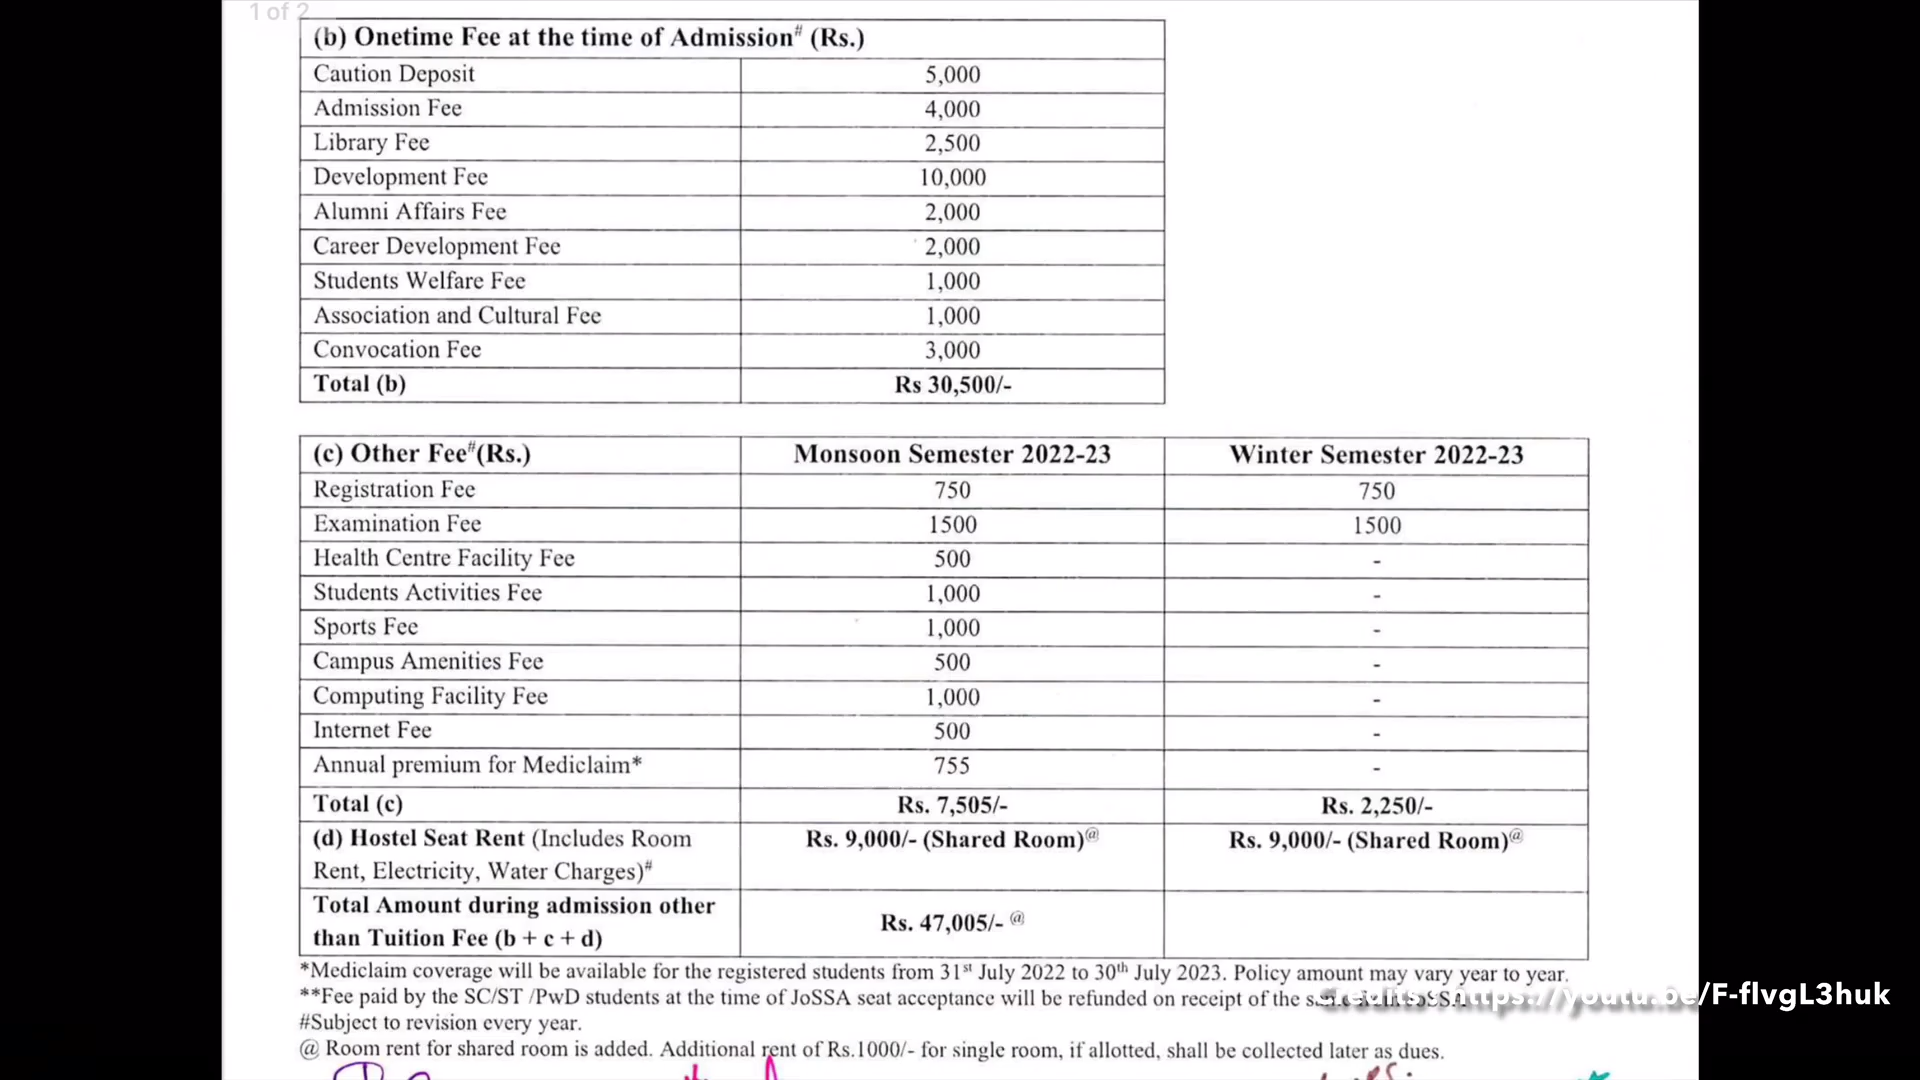 1 of 2
(b) Onetime Fee at the time of Admission# (Rs.)
Caution Deposit 5,000
Admission Fee 4,000
Library Fee 2,500
Development Fee 10,000
Alumni Affairs Fee 2,000
Career Development Fee 2,000
Students Welfare Fee 1,000
Association and Cultural Fee 1,000
Convocation Fee 3,000
Total (b) Rs 30,500/-
(c) Other Fee#(Rs.) Monsoon Semester 2022-23 Winter Semester 2022-23
Registration Fee 750 750
Examination Fee 1500 1500
Health Centre Facility Fee 500 -
Students Activities Fee 1,000 -
Sports Fee 1,000 -
Campus Amenities Fee 500 -
Computing Facility Fee 1,000 -
Internet Fee 500 -
Annual premium for Mediclaim* 755 -
Total (c) Rs. 7,505/- Rs. 2,250/-
(d) Hostel Seat Rent (Includes Room Rs. 9,000/- (Shared Room)@ Rs. 9,000/- (Shared Room)@
Rent, Electricity, Water Charges)#
Total Amount during admission other
than Tuition Fee (b + c + d) Rs. 47,005/- @
*Mediclaim coverage will be available for the registered students from 31st July 2022 to 30th July 2023. Policy amount may vary year to year.
**Fee paid by the SC/ST /PwD students at the time of JoSSA seat acceptance will be refunded on receipt of the
Credits: https://youtu.be/F-flvgL3huk
#Subject to revision every year.
@ Room rent for shared room is added. Additional rent of Rs.1000/- for single room, if allotted, shall be collected later as dues.